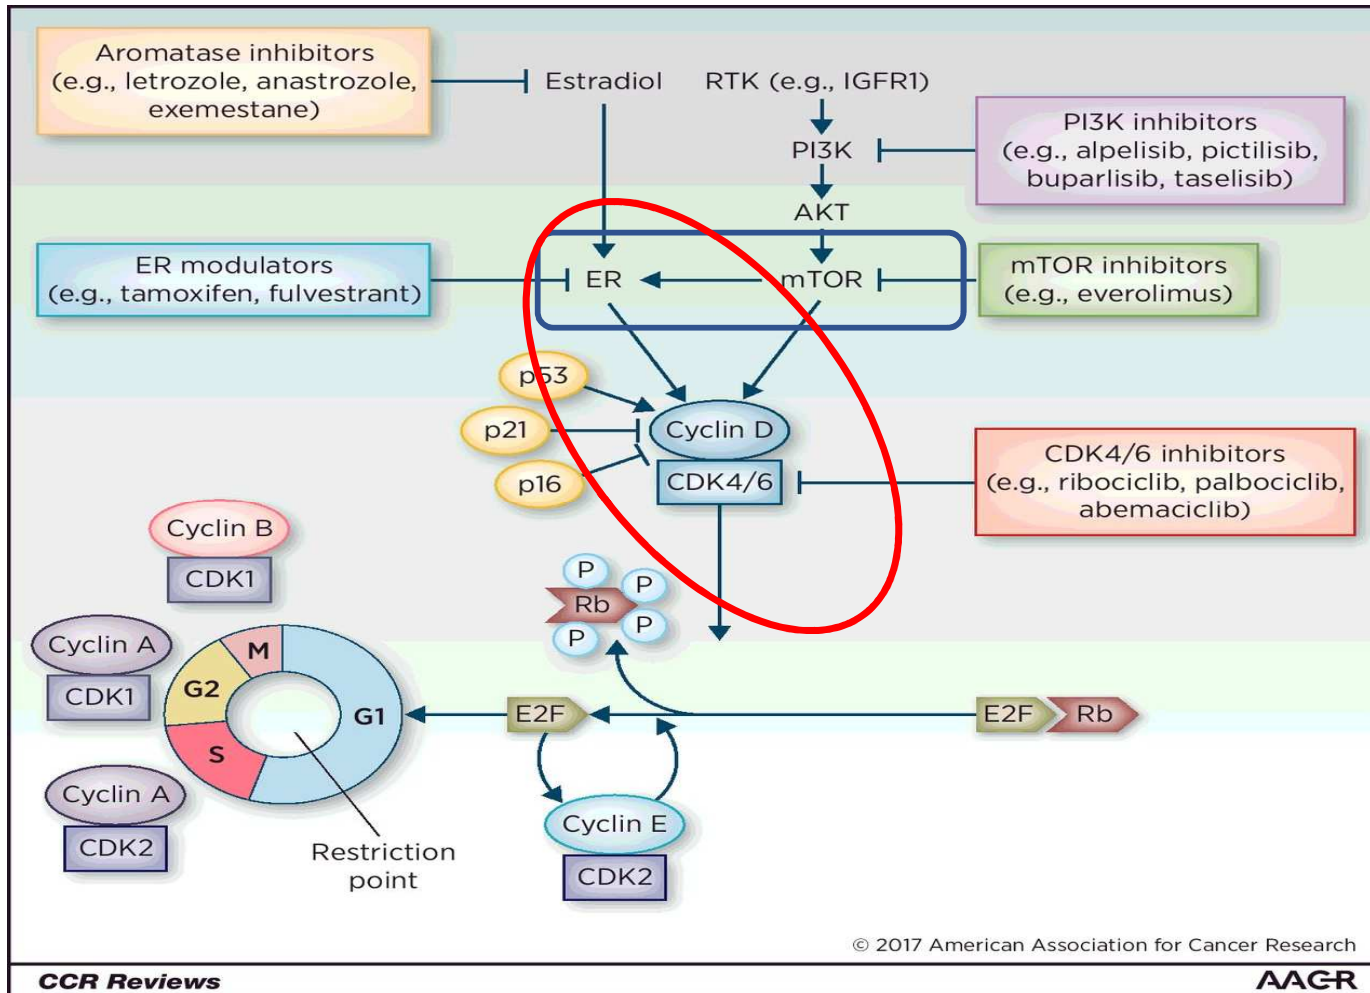 Aromatase inhibitors
(e.g., letrozole, anastrozole,
exemestane)
Estradiol
RTK (e.g., IGFR1)
PI3K
PI3K inhibitors
(e.g., alpelisib, pictilisib,
buparlisib, taselisib)
AKT
ER modulators
(e.g., tamoxifen, fulvestrant)
ER
mTOR
mTOR inhibitors
(e.g., everolimus)
p53
p21
p16
Cyclin D
CDK4/6
CDK4/6 inhibitors
(e.g., ribociclib, palbociclib,
abemaciclib)
Cyclin B
CDK1
P
Rb
P
P
P
Cyclin A
CDK1
M
G2
G1
S
E2F
E2F
Rb
Cyclin A
CDK2
Restriction
point
Cyclin E
CDK2
© 2017 American Association for Cancer Research
CCR Reviews
AACR